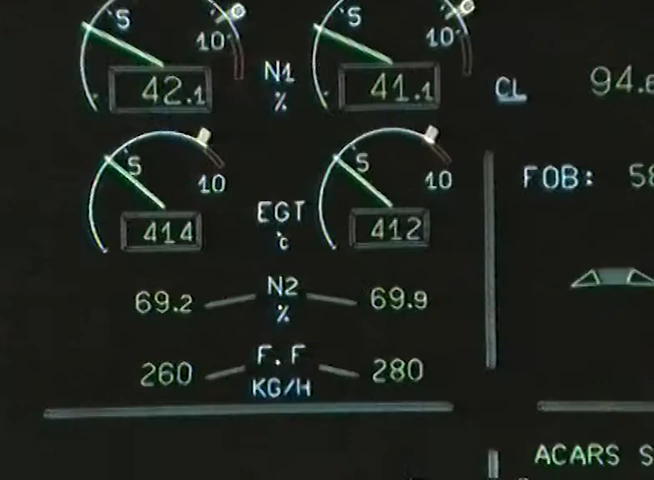 5 5
10 10
42.1 N1 41.1 CL 94.6
%
5 5 FOB: 58
10 10
414 EGT 412
°C
69.2 N2 69.9
%
260 F.F 280
KG/H
ACARS S